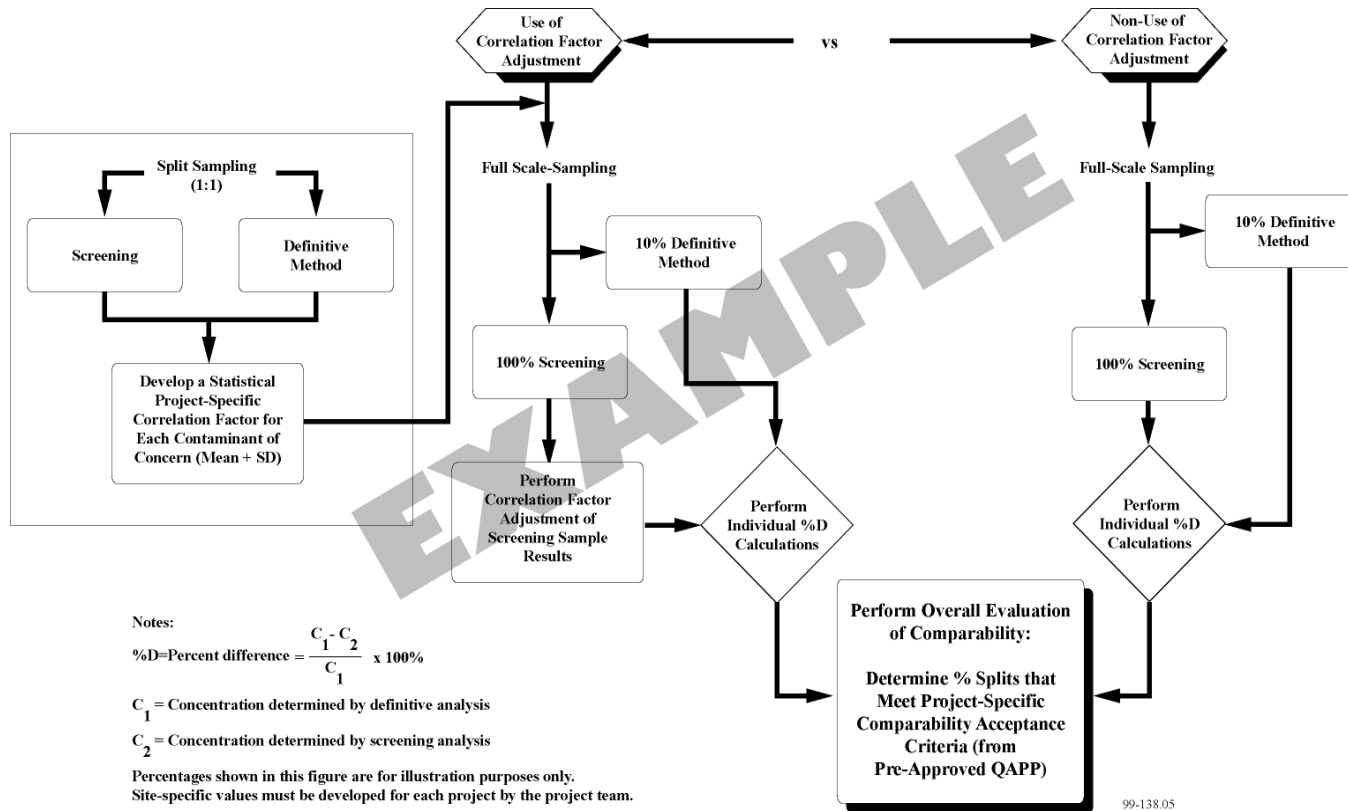 Use of
Correlation Factor
Adjustment
vs
Non-Use of
Correlation Factor
Adjustment
Split Sampling
(1:1)
Screening
Definitive
Method
Develop a Statistical
Project-Specific
Correlation Factor for
Each Contaminant of
Concern (Mean + SD)
Full Scale-Sampling
10% Definitive
Method
100% Screening
Perform
Correlation Factor
Adjustment of
Screening Sample
Results
Perform
Individual %D
Calculations
Full-Scale Sampling
10% Definitive
Method
100% Screening
Perform
Individual %D
Calculations
EXAMPLE
Perform Overall Evaluation
of Comparability:
Determine % Splits that
Meet Project-Specific
Comparability Acceptance
Criteria (from
Pre-Approved QAPP)
Notes:
%D=Percent difference = C1- C2 / C1 x 100%
C1 = Concentration determined by definitive analysis
C2 = Concentration determined by screening analysis
Percentages shown in this figure are for illustration purposes only.
Site-specific values must be developed for each project by the project team.
99-138.05